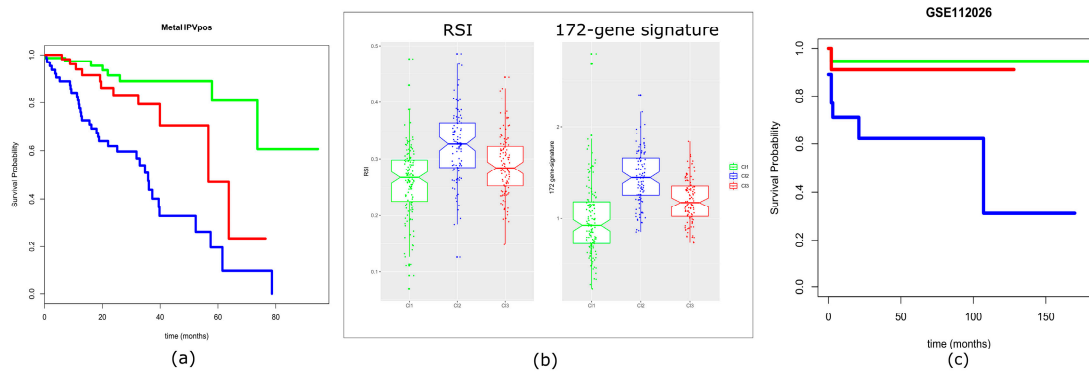 Metal IPVpos
Survival Probability
0.0 0.2 0.4 0.6 0.8 1.0
0 20 40 60 80
time (months)
(a)
RSI 172-gene signature
RSI
0.5
0.4
0.3
0.2
0.1
Cl1 Cl2 Cl3
172 gene-signature
2
1
Cl1 Cl2 Cl3
Cl1
Cl2
Cl3
(b)
GSE112026
Survival Probability
0.0 0.2 0.4 0.6 0.8 1.0
0 50 100 150
time (months)
(c)